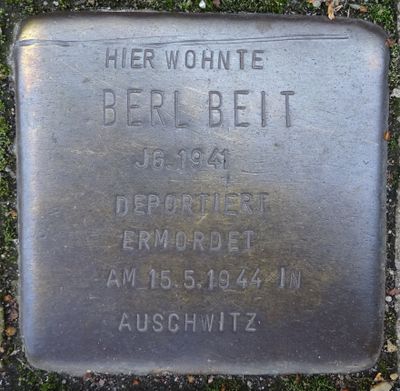 HIER WOHNTE
BERL BEIT
JG. 1941
DEPORTIERT
ERMORDET
AM 15.5.1944 IN
AUSCHWITZ